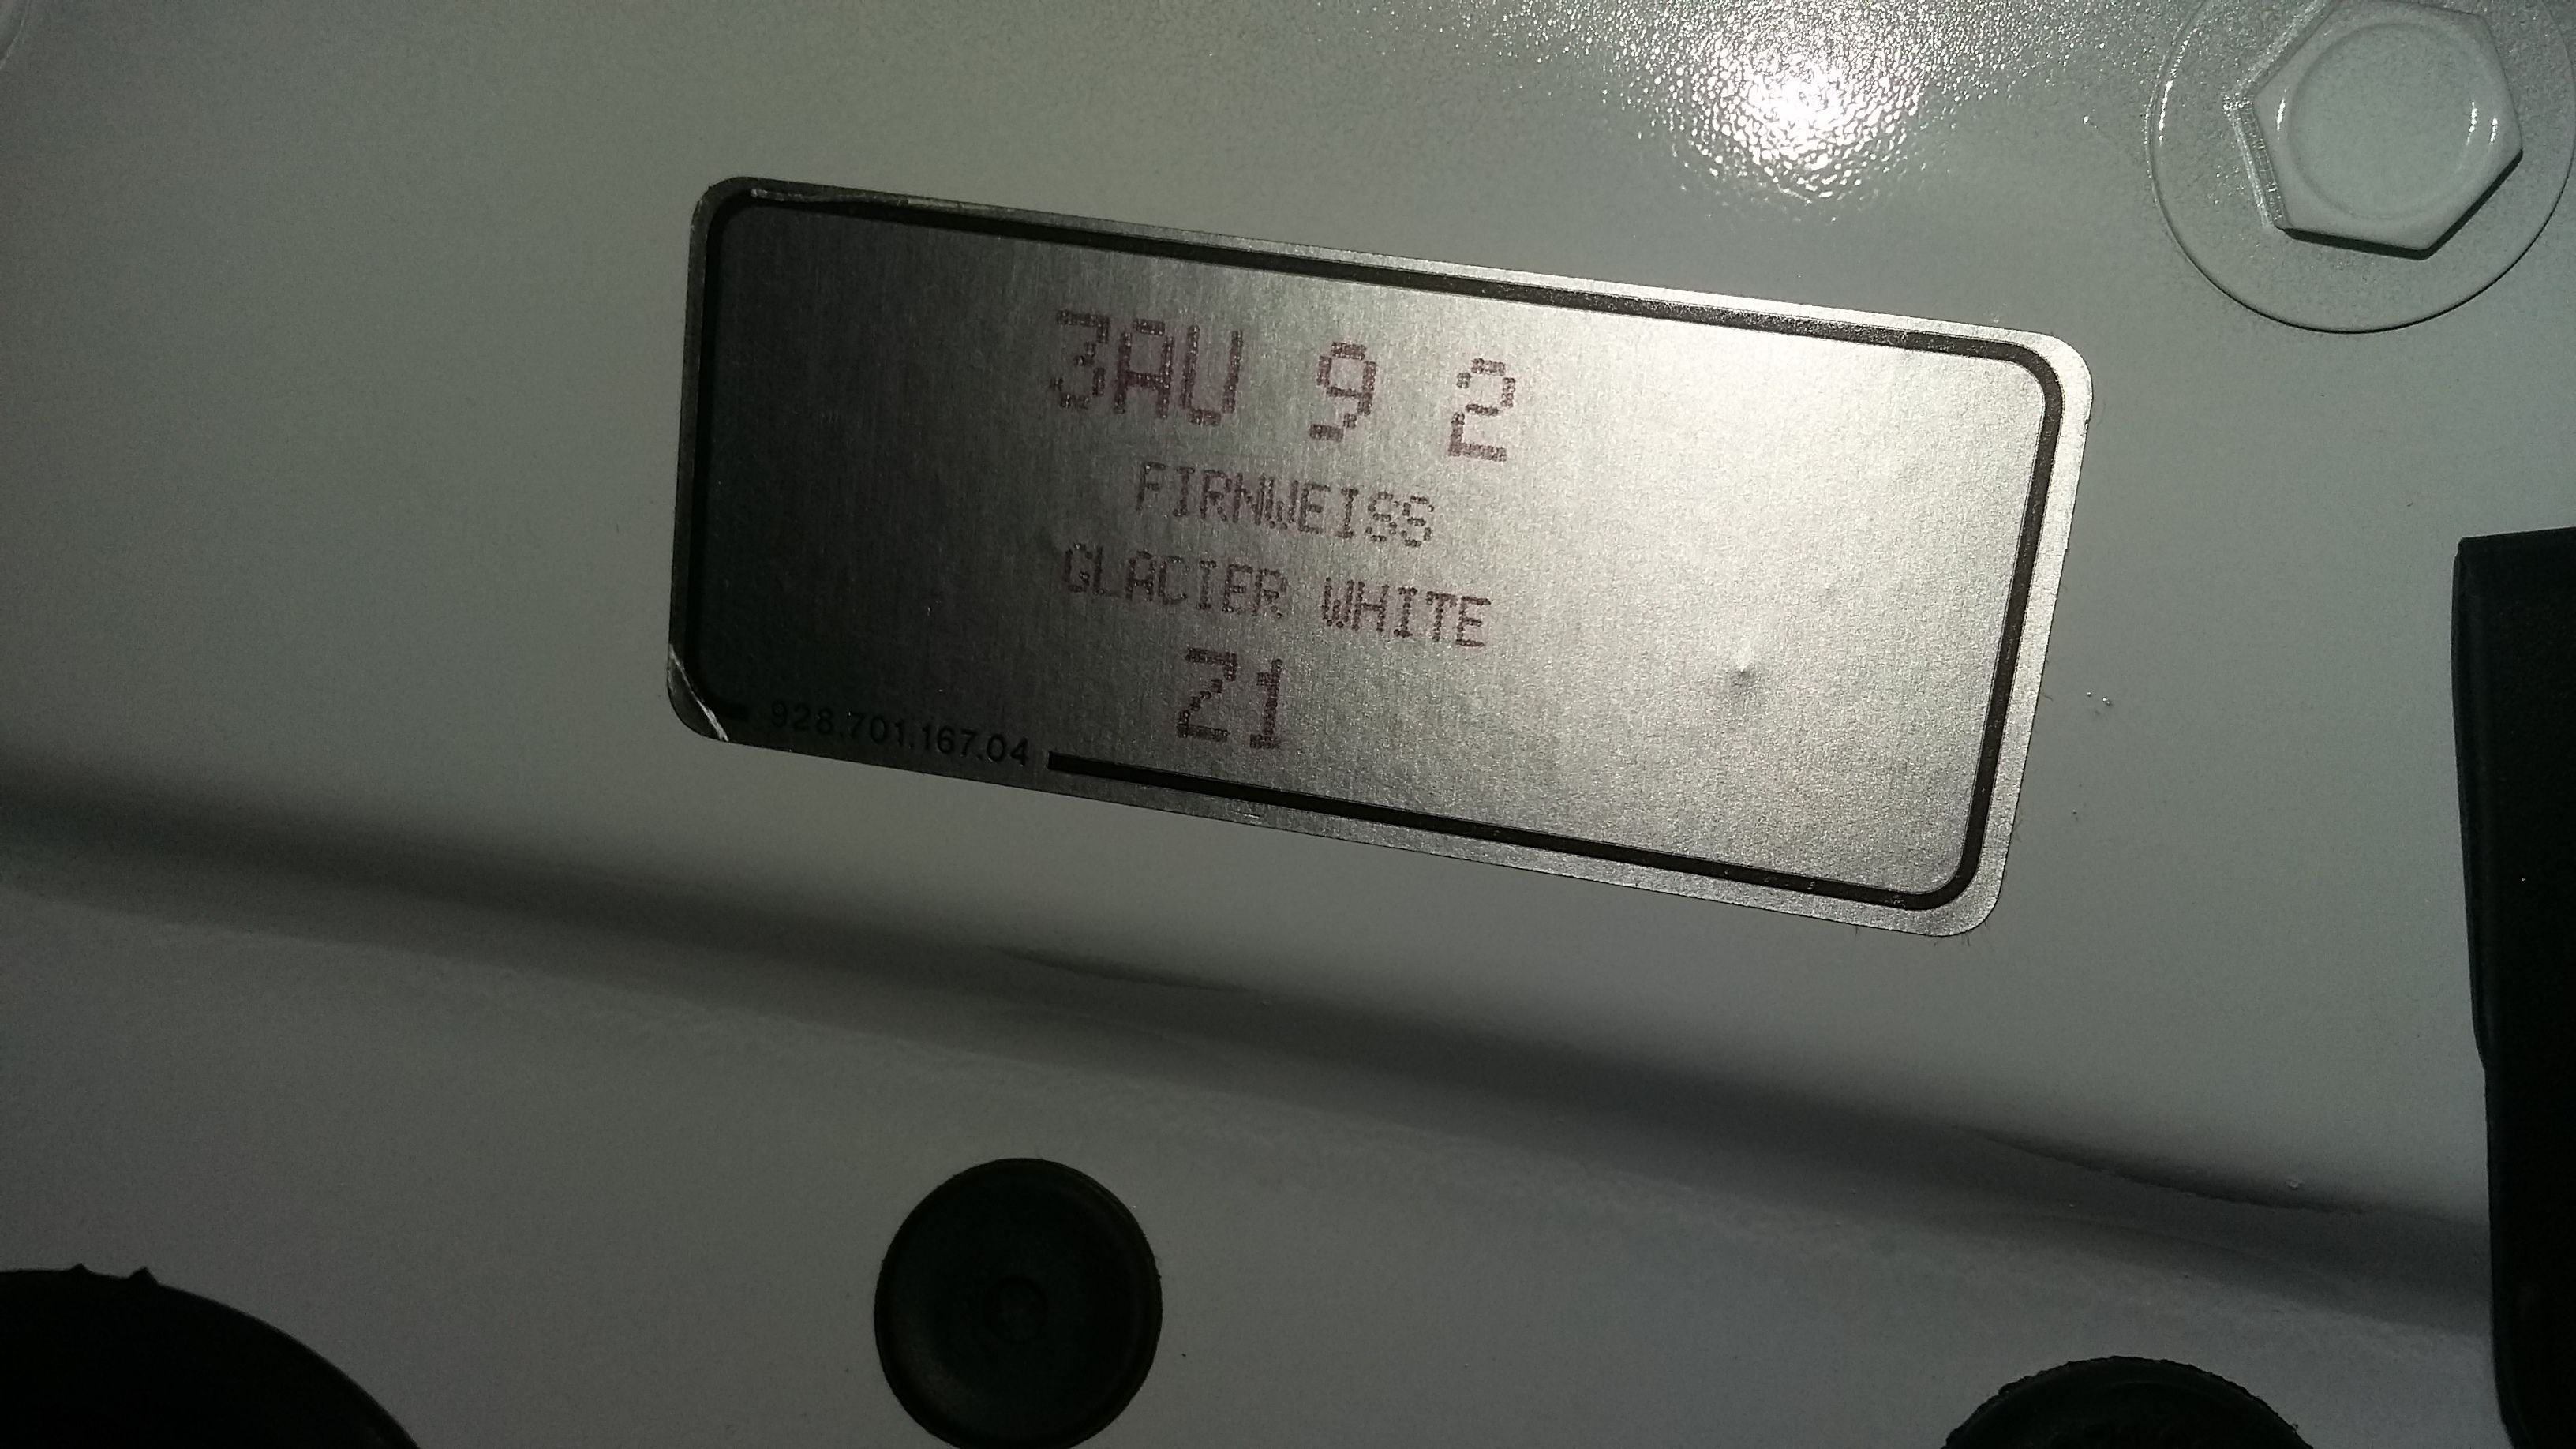 3AU 9 2
FIRNWEISS
GLACIER WHITE
Z1
928.701.167.04